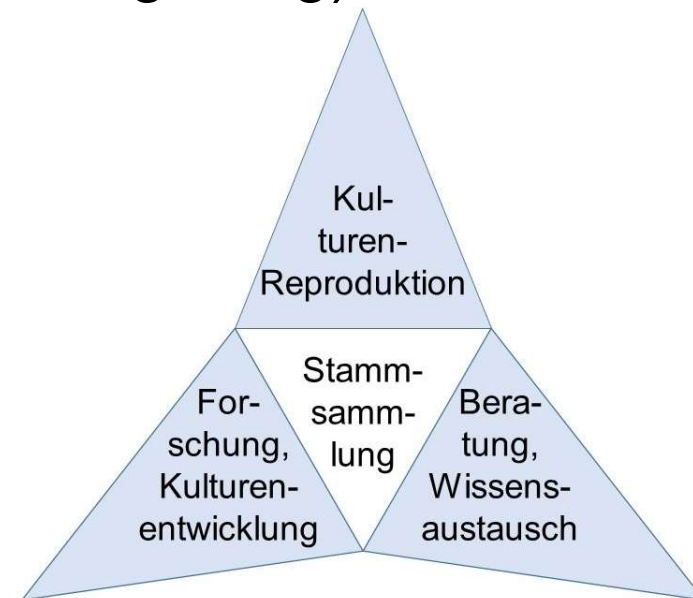 Kul-
turen-
Reproduktion
Stamm-
samm-
lung
For-
schung,
Kulturen-
entwicklung
Bera-
tung,
Wissens-
austausch